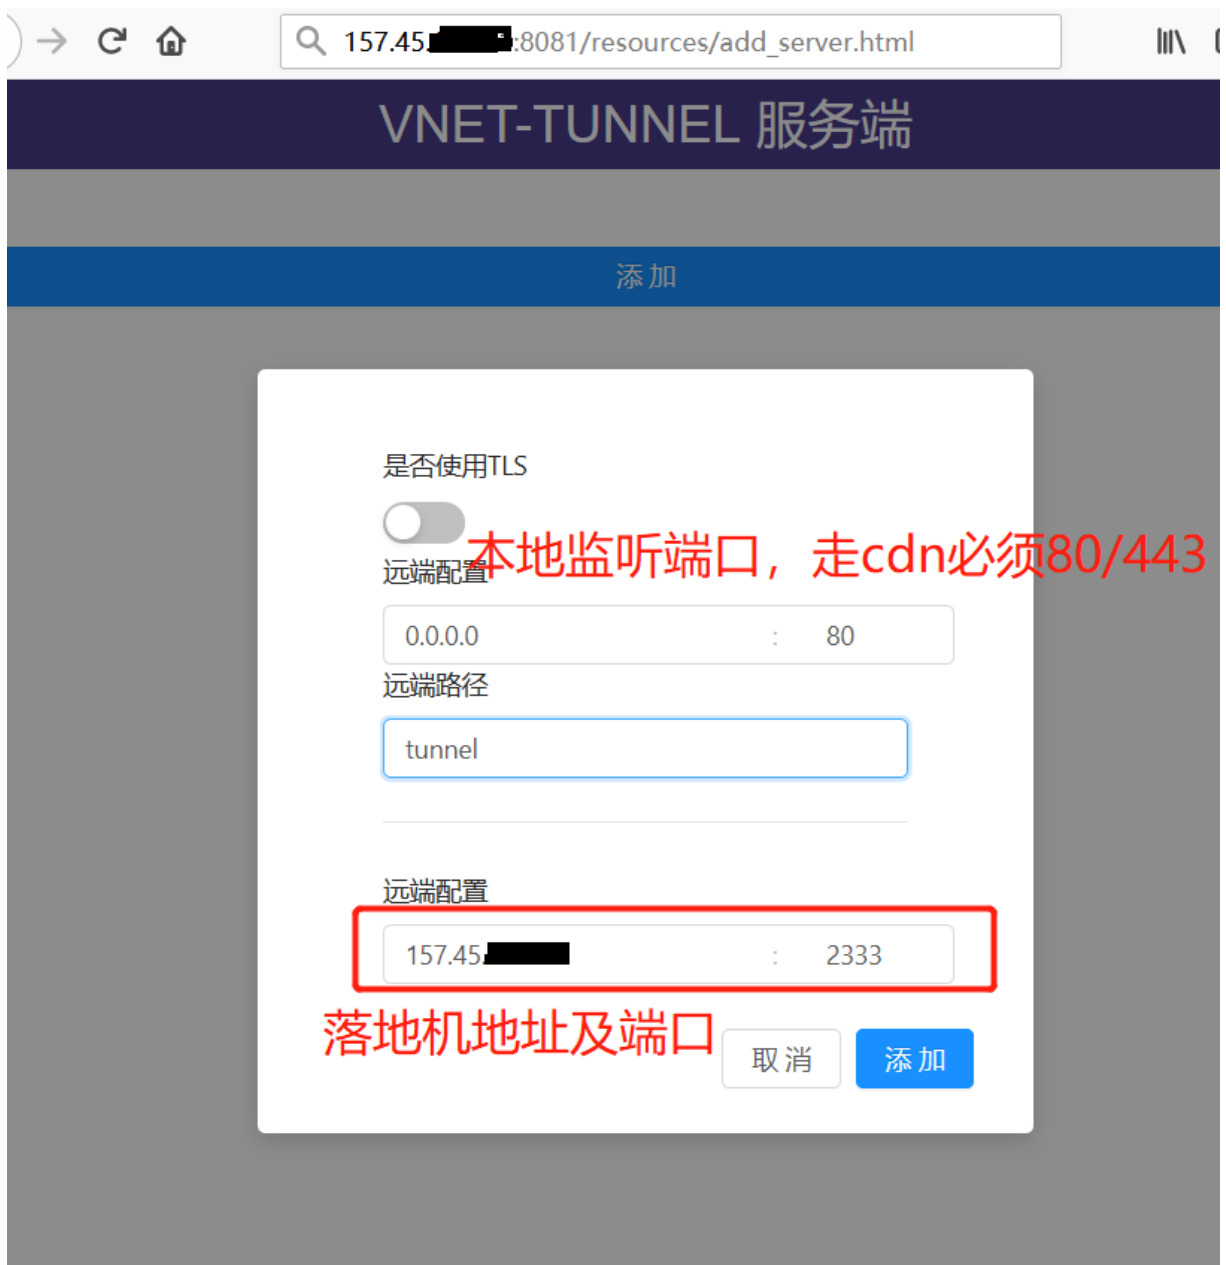 157.45. :8081/resources/add_server.html
VNET-TUNNEL 服务端
添加
是否使用TLS
本地监听端口，走cdn必须80/443
远端配置
0.0.0.0 : 80
远端路径
tunnel
远端配置
157.45. : 2333
落地机地址及端口
取消 添加